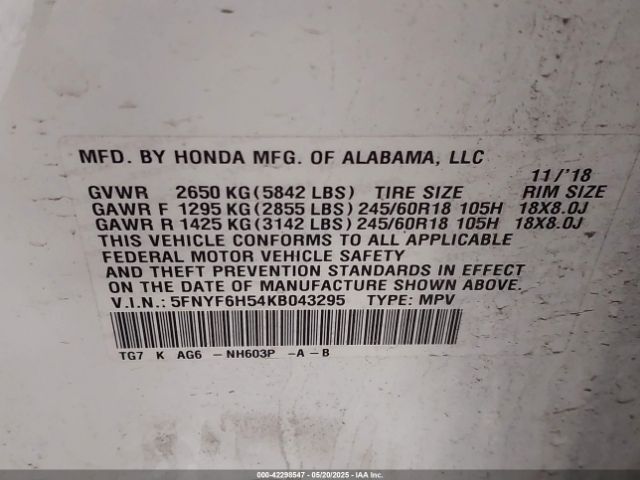 MFD. BY HONDA MFG. OF ALABAMA, LLC
11/'18
GVWR 2650 KG(5842 LBS) TIRE SIZE RIM SIZE
GAWR F 1295 KG(2855 LBS) 245/60R18 105H 18X8.0J
GAWR R 1425 KG(3142 LBS) 245/60R18 105H 18X8.0J
THIS VEHICLE CONFORMS TO ALL APPLICABLE
FEDERAL MOTOR VEHICLE SAFETY
AND THEFT PREVENTION STANDARDS IN EFFECT
ON THE DATE OF MANUFACTURE SHOWN ABOVE.
V.I.N.: 5FNYF6H54KB043295 TYPE: MPV
TG7 K AG6 -NH603P -A-B
000-42298547 - 05/20/2025 - IAA Inc.